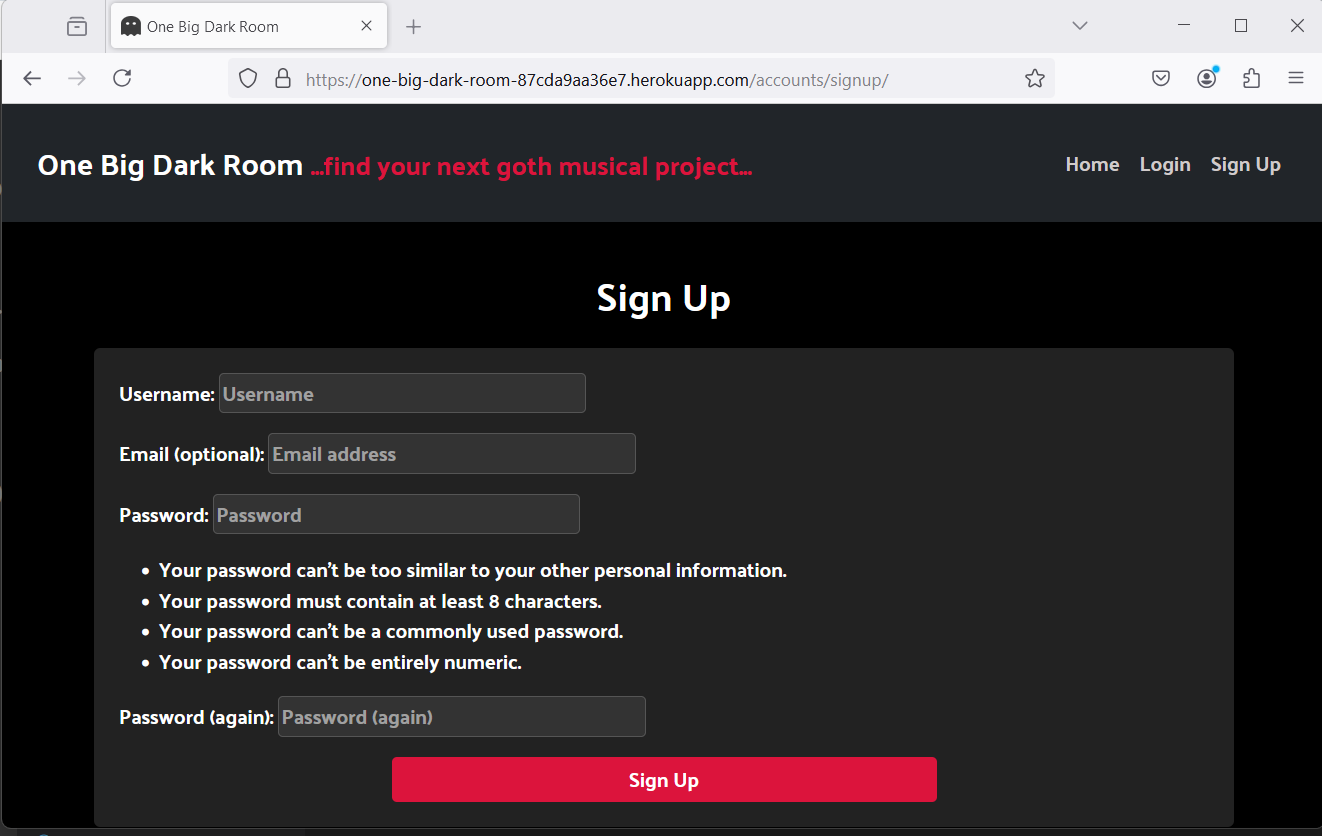 One Big Dark Room
https://one-big-dark-room-87cda9aa36e7.herokuapp.com/accounts/signup/
One Big Dark Room ...find your next goth musical project... Home Login Sign Up
Sign Up
Username: Username
Email (optional): Email address
Password: Password
• Your password can’t be too similar to your other personal information.
• Your password must contain at least 8 characters.
• Your password can’t be a commonly used password.
• Your password can’t be entirely numeric.
Password (again): Password (again)
Sign Up